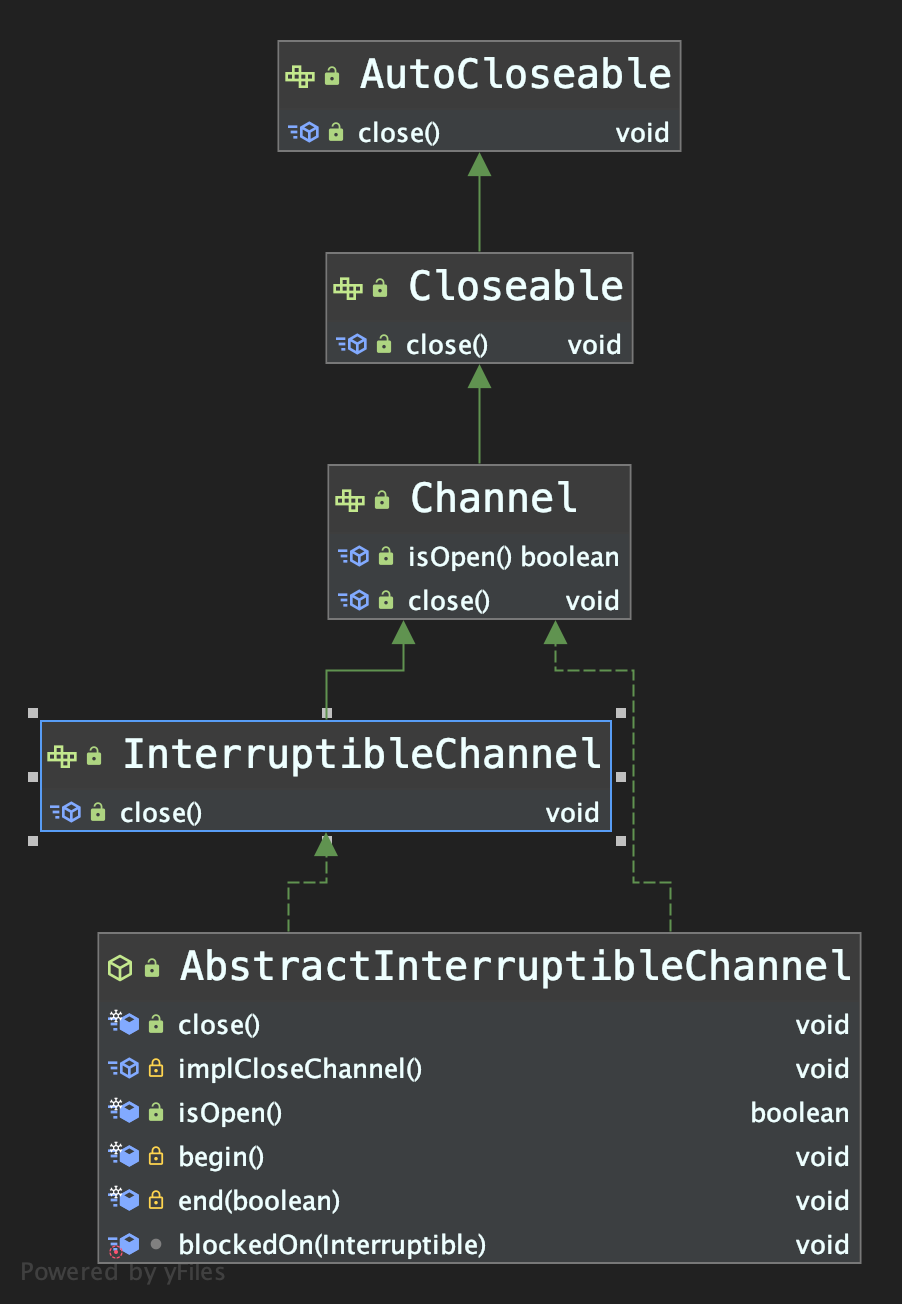 AutoCloseable
close() void
Closeable
close() void
Channel
isOpen() boolean
close() void
InterruptibleChannel
close() void
AbstractInterruptibleChannel
close() void
implCloseChannel() void
isOpen() boolean
begin() void
end(boolean) void
blockedOn(Interruptible) void
Powered by yFiles